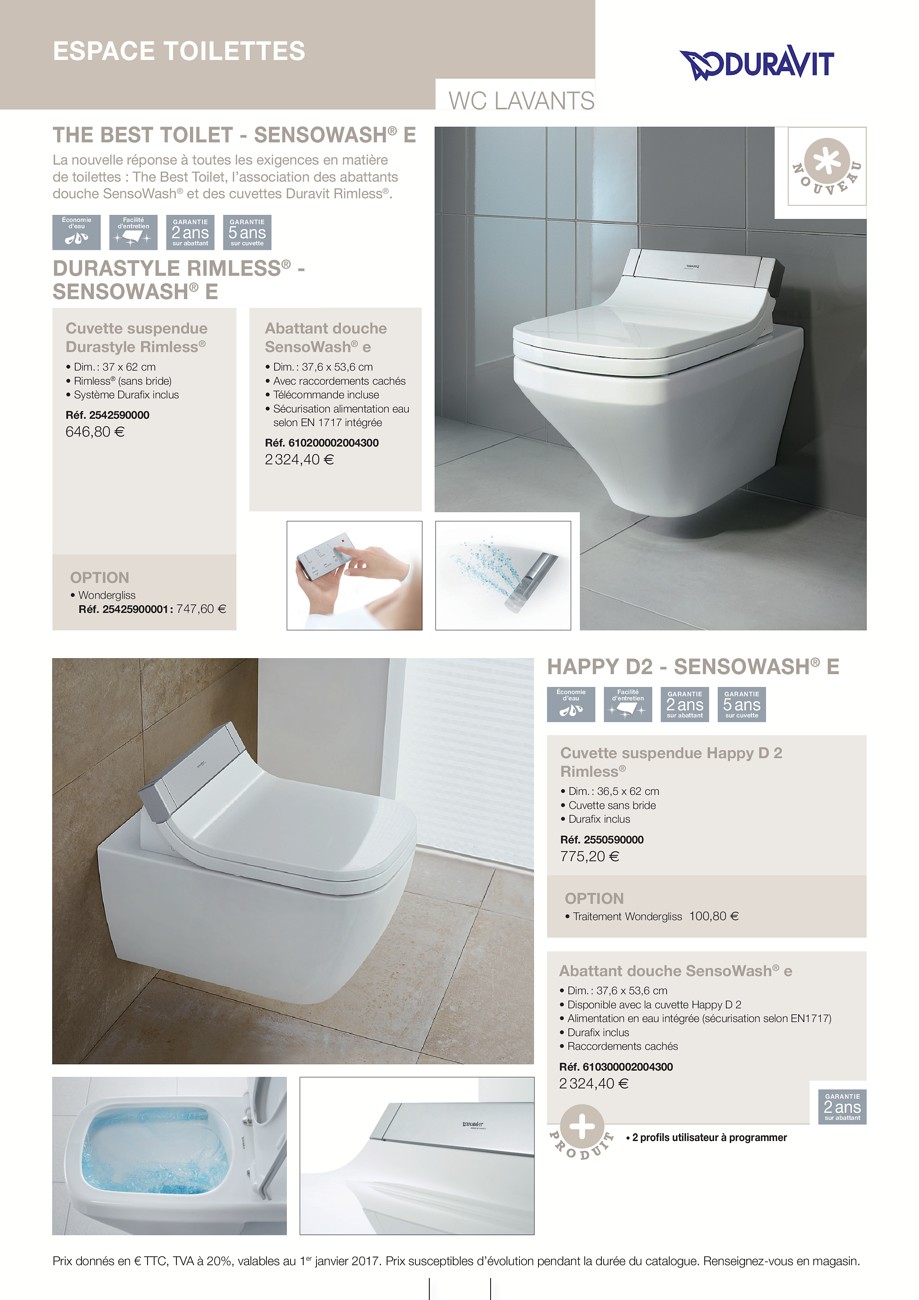 ESPACE TOILETTES
DURAVIT
WC LAVANTS
THE BEST TOILET - SENSOWASH® E
La nouvelle réponse à toutes les exigences en matière
de toilettes : The Best Toilet, l'association des abattants
douche SensoWash® et des cuvettes Duravit Rimless®.
NOUVEAU
Économie
d'eau
Facilité
d'entretien
GARANTIE
2 ans
sur abattant
GARANTIE
5 ans
sur cuvette
DURASTYLE RIMLESS® -
SENSOWASH® E
Cuvette suspendue
Durastyle Rimless®
• Dim. : 37 x 62 cm
• Rimless® (sans bride)
• Système Durafix inclus
Réf. 2542590000
646,80 €
OPTION
• Wondergliss
Réf. 25425900001 : 747,60 €
Abattant douche
SensoWash® e
• Dim. : 37,6 x 53,6 cm
• Avec raccordements cachés
• Télécommande incluse
• Sécurisation alimentation eau
selon EN 1717 intégrée
Réf. 610200002004300
2 324,40 €
HAPPY D2 - SENSOWASH® E
Économie
d'eau
Facilité
d'entretien
GARANTIE
2 ans
sur abattant
GARANTIE
5 ans
sur cuvette
Cuvette suspendue Happy D 2
Rimless®
• Dim. : 36,5 x 62 cm
• Cuvette sans bride
• Durafix inclus
Réf. 2550590000
775,20 €
OPTION
• Traitement Wondergliss 100,80 €
Abattant douche SensoWash® e
• Dim. : 37,6 x 53,6 cm
• Disponible avec la cuvette Happy D 2
• Alimentation en eau intégrée (sécurisation selon EN1717)
• Durafix inclus
• Raccordements cachés
Réf. 610300002004300
2 324,40 €
GARANTIE
2 ans
sur abattant
PRODUIT
• 2 profils utilisateur à programmer
DURAVIT
Prix donnés en € TTC, TVA à 20%, valables au 1er janvier 2017. Prix susceptibles d'évolution pendant la durée du catalogue. Renseignez-vous en magasin.